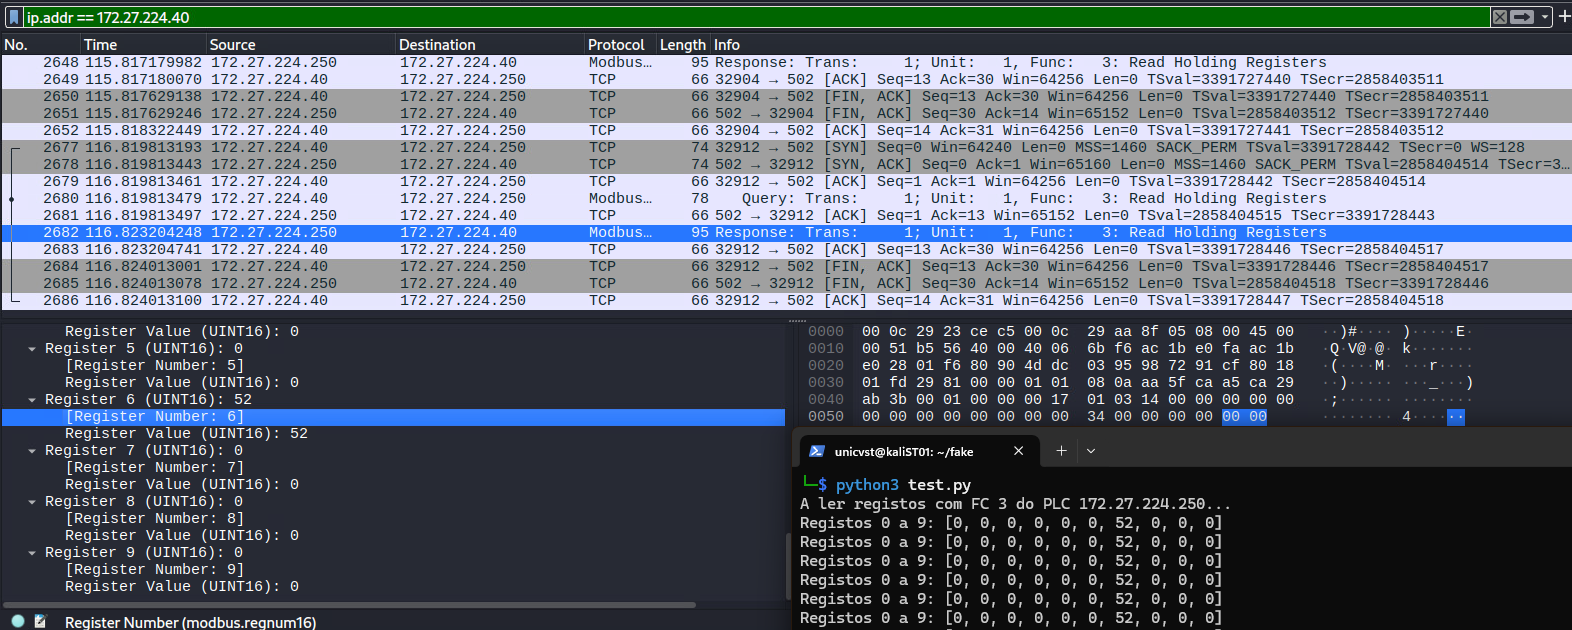 ip.addr == 172.27.224.40
No. Time Source Destination Protocol Length Info
2648 115.817179982 172.27.224.250 172.27.224.40 Modbus… 95 Response: Trans: 1; Unit: 1, Func: 3: Read Holding Registers
2649 115.817180070 172.27.224.40 172.27.224.250 TCP 66 32904 → 502 [ACK] Seq=13 Ack=30 Win=64256 Len=0 TSval=3391727440 TSecr=2858403511
2650 115.817629138 172.27.224.40 172.27.224.250 TCP 66 32904 → 502 [FIN, ACK] Seq=13 Ack=30 Win=64256 Len=0 TSval=3391727440 TSecr=2858403511
2651 115.817629246 172.27.224.250 172.27.224.40 TCP 66 502 → 32904 [FIN, ACK] Seq=30 Ack=14 Win=65152 Len=0 TSval=2858403512 TSecr=3391727440
2652 115.818322449 172.27.224.40 172.27.224.250 TCP 66 32904 → 502 [ACK] Seq=14 Ack=31 Win=64256 Len=0 TSval=3391727441 TSecr=2858403512
2677 116.819813193 172.27.224.40 172.27.224.250 TCP 74 32912 → 502 [SYN] Seq=0 Win=64240 Len=0 MSS=1460 SACK_PERM TSval=3391728442 TSecr=0 WS=128
2678 116.819813443 172.27.224.250 172.27.224.40 TCP 74 502 → 32912 [SYN, ACK] Seq=0 Ack=1 Win=65160 Len=0 MSS=1460 SACK_PERM TSval=2858404514 TSecr=3…
2679 116.819813461 172.27.224.40 172.27.224.250 TCP 66 32912 → 502 [ACK] Seq=1 Ack=1 Win=64256 Len=0 TSval=3391728442 TSecr=2858404514
2680 116.819813479 172.27.224.40 172.27.224.250 Modbus… 78 Query: Trans: 1; Unit: 1, Func: 3: Read Holding Registers
2681 116.819813497 172.27.224.250 172.27.224.40 TCP 66 502 → 32912 [ACK] Seq=1 Ack=13 Win=65152 Len=0 TSval=2858404515 TSecr=3391728443
2682 116.823204248 172.27.224.250 172.27.224.40 Modbus… 95 Response: Trans: 1; Unit: 1, Func: 3: Read Holding Registers
2683 116.823204741 172.27.224.40 172.27.224.250 TCP 66 32912 → 502 [ACK] Seq=13 Ack=30 Win=64256 Len=0 TSval=3391728446 TSecr=2858404517
2684 116.824013001 172.27.224.40 172.27.224.250 TCP 66 32912 → 502 [FIN, ACK] Seq=13 Ack=30 Win=64256 Len=0 TSval=3391728446 TSecr=2858404517
2685 116.824013078 172.27.224.250 172.27.224.40 TCP 66 502 → 32912 [FIN, ACK] Seq=30 Ack=14 Win=65152 Len=0 TSval=2858404518 TSecr=3391728446
2686 116.824013100 172.27.224.40 172.27.224.250 TCP 66 32912 → 502 [ACK] Seq=14 Ack=31 Win=64256 Len=0 TSval=3391728447 TSecr=2858404518
Register Value (UINT16): 0
Register 5 (UINT16): 0
[Register Number: 5]
Register Value (UINT16): 0
Register 6 (UINT16): 52
[Register Number: 6]
Register Value (UINT16): 52
Register 7 (UINT16): 0
[Register Number: 7]
Register Value (UINT16): 0
Register 8 (UINT16): 0
[Register Number: 8]
Register Value (UINT16): 0
Register 9 (UINT16): 0
[Register Number: 9]
Register Value (UINT16): 0
Register Number (modbus.regnum16)
0000 00 0c 29 23 ce c5 00 0c 29 aa 8f 05 08 00 45 00 ··)#···· )·····E·
0010 00 51 b5 56 40 00 40 06 6b f6 ac 1b e0 fa ac 1b ·Q·V@·@· k·······
0020 e0 28 01 f6 80 90 4d dc 03 95 98 72 91 cf 80 18 ·(····M· ···r····
0030 01 fd 29 81 00 00 01 01 08 0a aa 5f ca a5 ca 29 ··)····· ···_···)
0040 ab 3b 00 01 00 00 00 17 01 03 14 00 00 00 00 00 ·;······ ········
0050 00 00 00 00 00 00 00 00 34 00 00 00 00 00 00 ········ 4······
unicvst@kaliST01: ~/fake
└─$ python3 test.py
A ler registos com FC 3 do PLC 172.27.224.250...
Registos 0 a 9: [0, 0, 0, 0, 0, 0, 52, 0, 0, 0]
Registos 0 a 9: [0, 0, 0, 0, 0, 0, 52, 0, 0, 0]
Registos 0 a 9: [0, 0, 0, 0, 0, 0, 52, 0, 0, 0]
Registos 0 a 9: [0, 0, 0, 0, 0, 0, 52, 0, 0, 0]
Registos 0 a 9: [0, 0, 0, 0, 0, 0, 52, 0, 0, 0]
Registos 0 a 9: [0, 0, 0, 0, 0, 0, 52, 0, 0, 0]